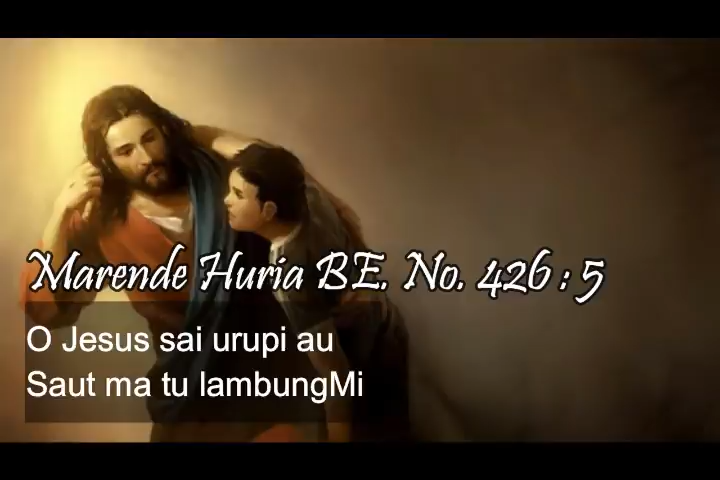 Marende Huria BE. No. 426 : 5
O Jesus sai urupi au
Saut ma tu lambungMi